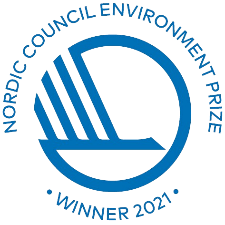 NORDIC COUNCIL ENVIRONMENT PRIZE
• WINNER 2021 •